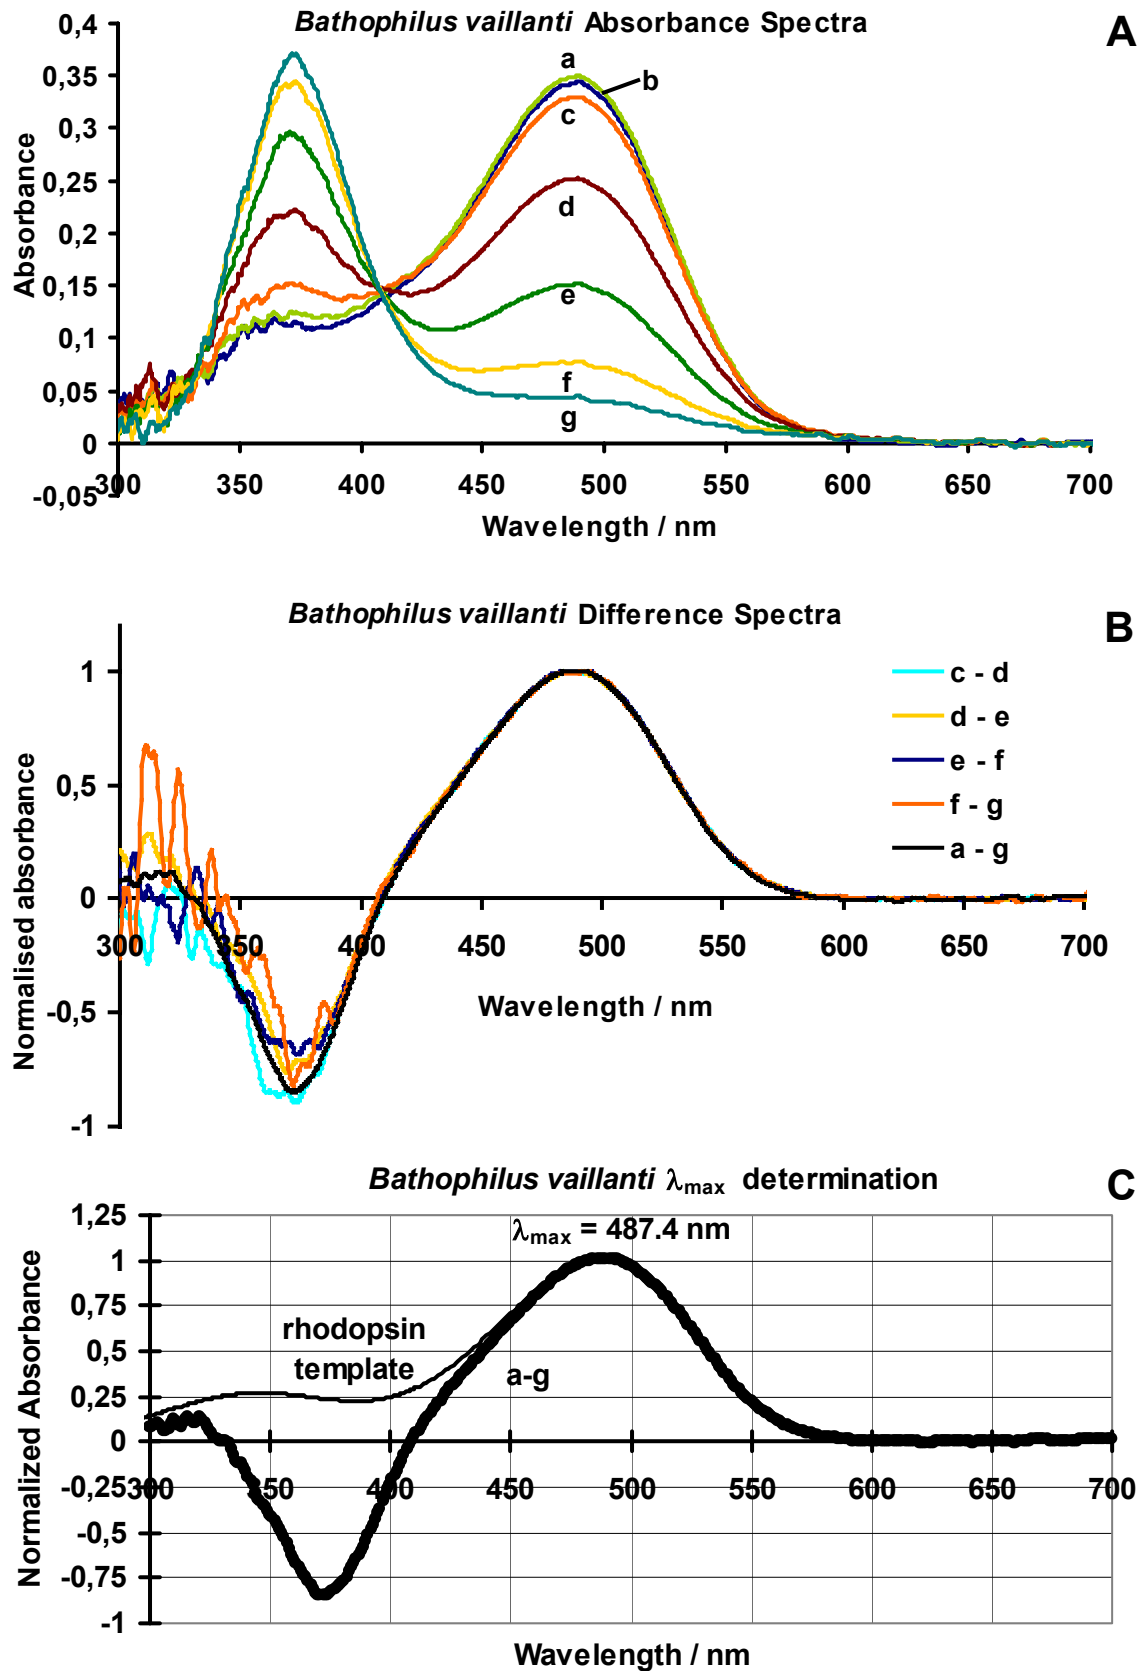 Bathophilus vaillanti Absorbance Spectra
A
0,4
0,35
0,3
0,25
0,2
0,15
0,1
0,05
0
-0,05
Absorbance
a
b
c
d
e
f
g
300 350 400 450 500 550 600 650 700
Wavelength / nm
Bathophilus vaillanti Difference Spectra
B
1
0,5
0
-0,5
-1
Normalised absorbance
c - d
d - e
e - f
f - g
a - g
300 350 400 450 500 550 600 650 700
Wavelength / nm
Bathophilus vaillanti λmax determination
C
λmax = 487.4 nm
1,25
1
0,75
0,5
0,25
0
-0,25
-0,5
-0,75
-1
Normalized Absorbance
rhodopsin
template
a-g
300 350 400 450 500 550 600 650 700
Wavelength / nm